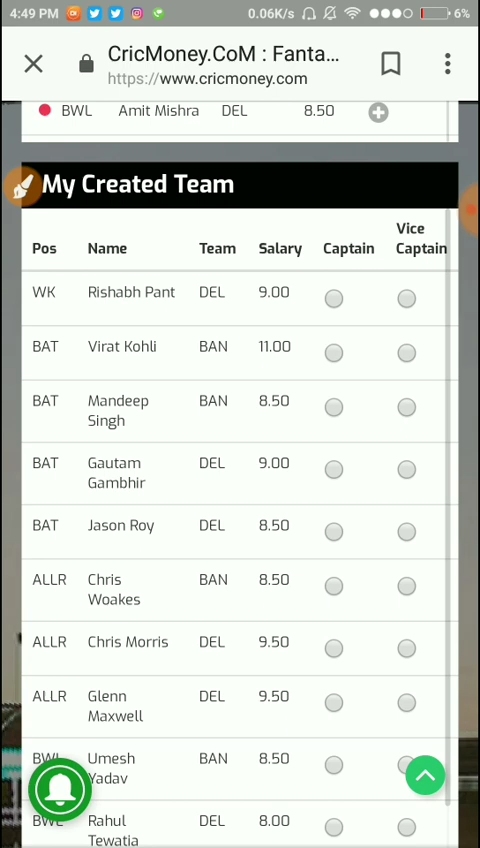 4:49 PM 0.06K/s 6%
CricMoney.CoM : Fanta...
https://www.cricmoney.com
BWL Amit Mishra DEL 8.50
My Created Team
Pos Name Team Salary Captain Vice Captain
WK Rishabh Pant DEL 9.00
BAT Virat Kohli BAN 11.00
BAT Mandeep Singh BAN 8.50
BAT Gautam Gambhir DEL 9.00
BAT Jason Roy DEL 8.50
ALLR Chris Woakes BAN 8.50
ALLR Chris Morris DEL 9.50
ALLR Glenn Maxwell DEL 9.50
BWL Umesh Yadav BAN 8.50
BWL Rahul Tewatia DEL 8.00